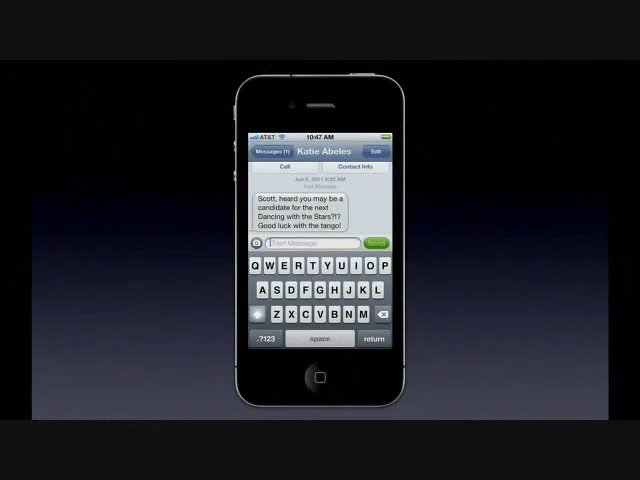 AT&T 10:47 AM
Messages (1) Katie Abeles Edit
Call Contact Info
Jun 5, 2011 9:22 AM
Text Message
Scott, heard you may be a
candidate for the next
Dancing with the Stars?!?
Good luck with the tango!
Text Message Send
Q W E R T Y U I O P
A S D F G H J K L
Z X C V B N M
.?123 space return